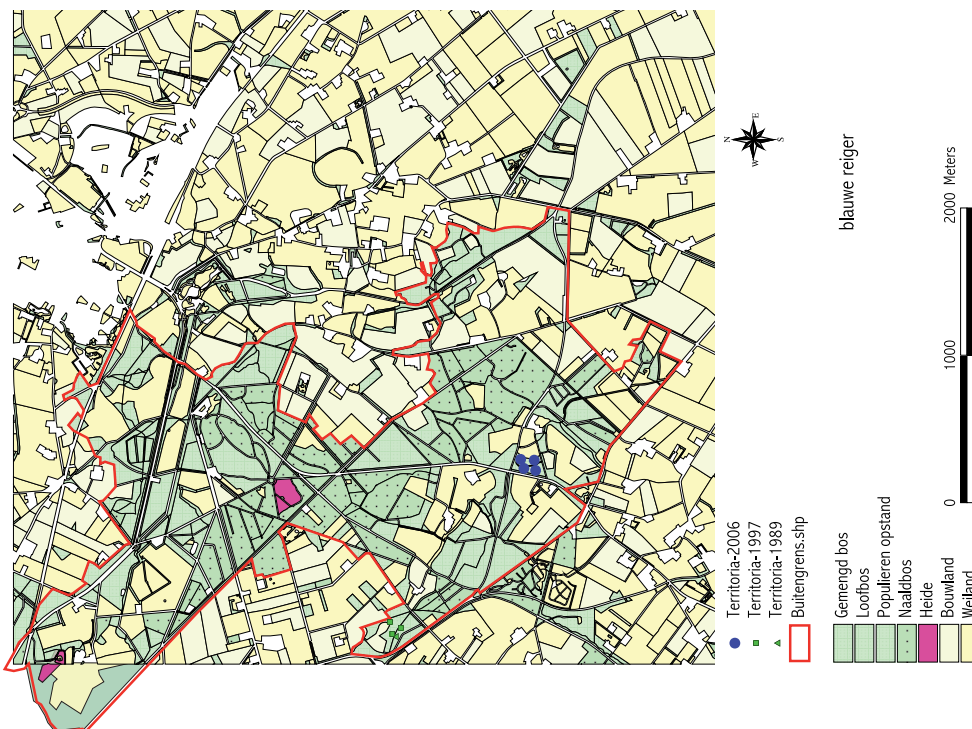 blauwe reiger
N
E
W
S
Territoria-2006
Territoria-1997
Territoria-1989
Buitengrens.shp
Gemengd bos
Loofbos
Populieren opstand
Naaldbos
Heide
Bouwland
Weiland
0 1000 2000 Meters